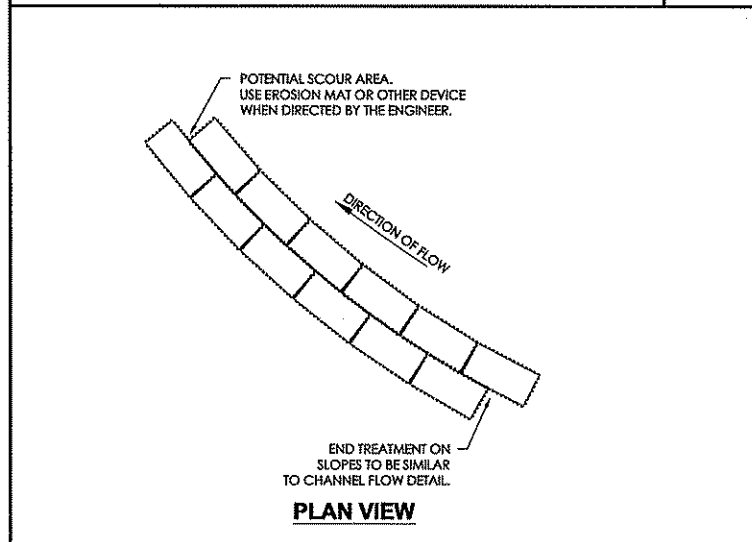 POTENTIAL SCOUR AREA.
USE EROSION MAT OR OTHER DEVICE
WHEN DIRECTED BY THE ENGINEER.
DIRECTION OF FLOW
END TREATMENT ON
SLOPES TO BE SIMILAR
TO CHANNEL FLOW DETAIL.
PLAN VIEW